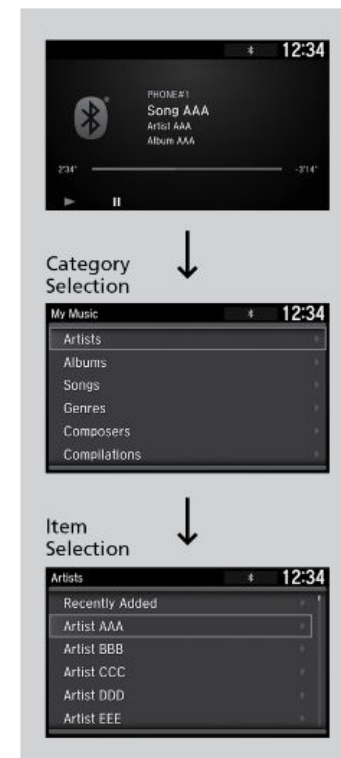 12:34
PHONE#1
Song AAA
Artist AAA
Album AAA
2'34" -3'14"
Category
Selection
My Music 12:34
Artists
Albums
Songs
Genres
Composers
Compilations
Item
Selection
Artists 12:34
Recently Added
Artist AAA
Artist BBB
Artist CCC
Artist DDD
Artist EEE